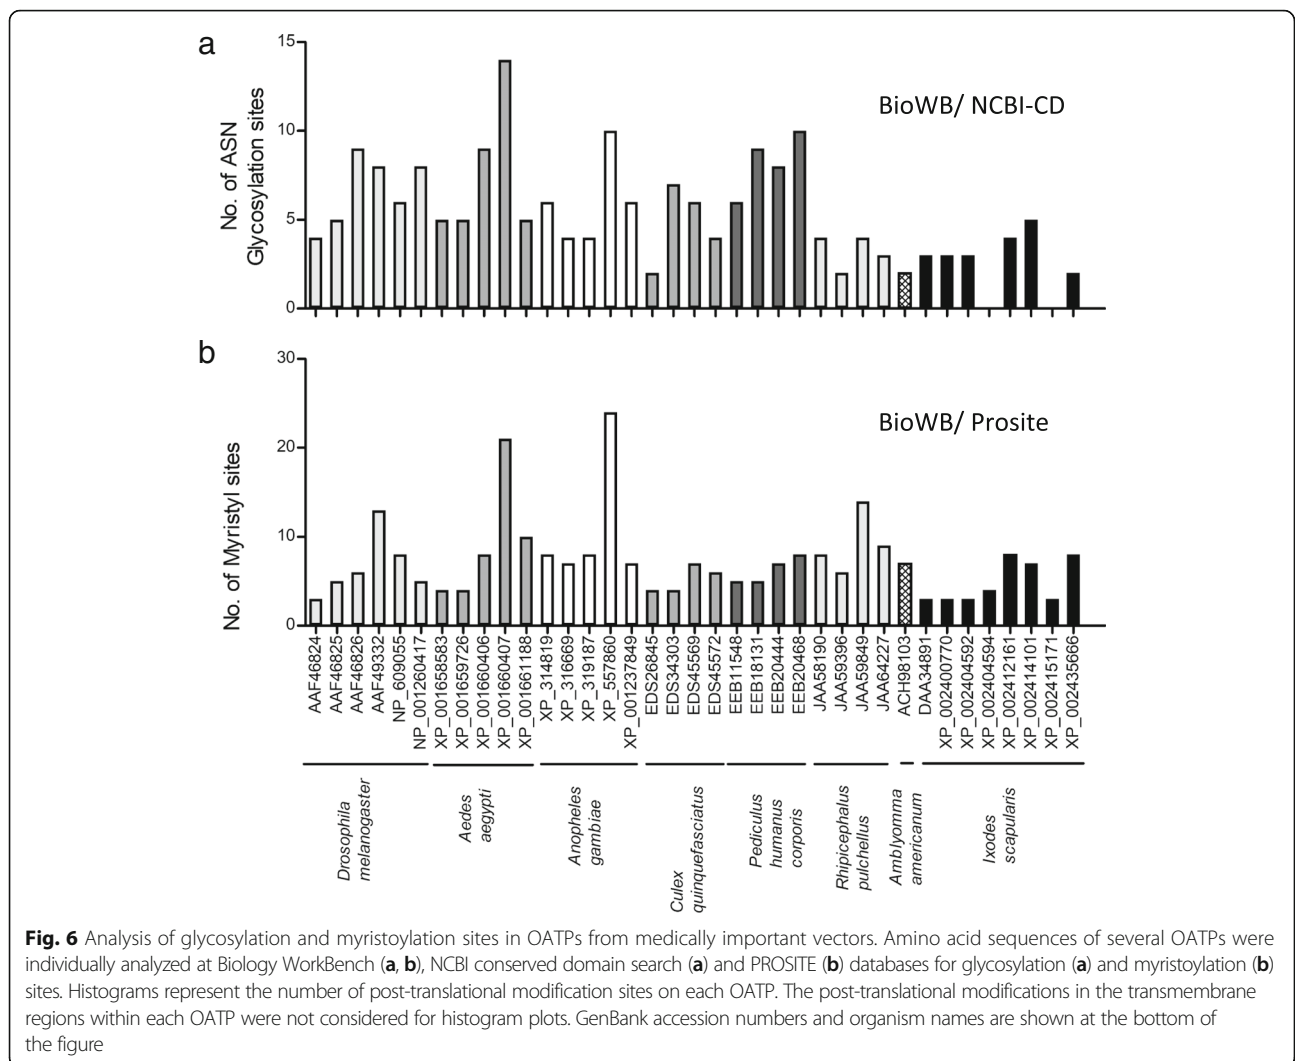 a
15
10
5
0
No. of ASN
Glycosylation sites
BioWB/ NCBI-CD
b
30
20
10
0
No. of Myristyl sites
BioWB/ Prosite
AAF46824
AAF46825
AAF46826
AAF49332
NP_609055
NP_001260417
XP_001658583
XP_001659726
XP_001660406
XP_001660407
XP_001661188
XP_314819
XP_316669
XP_319187
XP_557860
XP_001237849
EDS26845
EDS34303
EDS45569
EDS45572
EEB11548
EEB18131
EEB20444
EEB20468
JAA58190
JAA59396
JAA59849
JAA64227
ACH98103
DAA34891
XP_002400770
XP_002404592
XP_002404594
XP_002412161
XP_002414101
XP_002415171
XP_002435666
Drosophila
melanogaster
Aedes
aegypti
Anopheles
gambiae
Culex
quinquefasciatus
Pediculus
humanus
corporis
Rhipicephalus
pulchellus
Amblyomma
americanum
Ixodes
scapularis
Fig. 6 Analysis of glycosylation and myristoylation sites in OATPs from medically important vectors. Amino acid sequences of several OATPs were
individually analyzed at Biology WorkBench (a, b), NCBI conserved domain search (a) and PROSITE (b) databases for glycosylation (a) and myristoylation (b)
sites. Histograms represent the number of post-translational modification sites on each OATP. The post-translational modifications in the transmembrane
regions within each OATP were not considered for histogram plots. GenBank accession numbers and organism names are shown at the bottom of
the figure